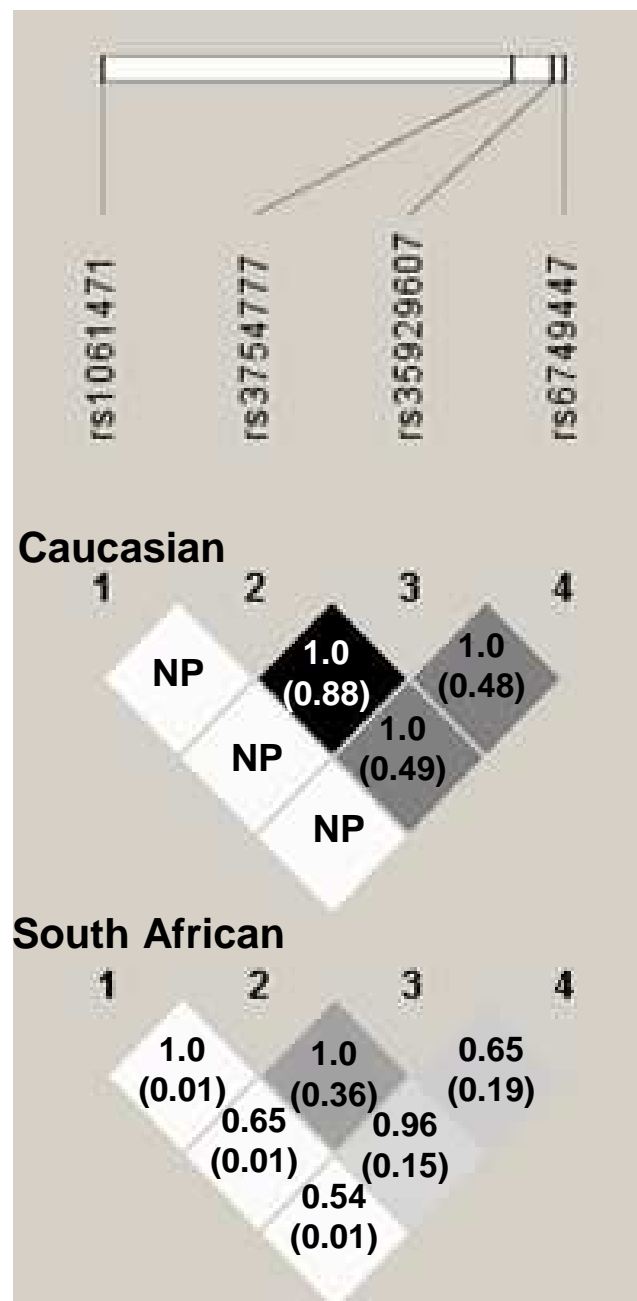 rs1061471
rs3754777
rs35929607
rs6749447
Caucasian
1 2 3 4
NP
1.0
(0.88)
1.0
(0.48)
NP
1.0
(0.49)
NP
South African
1 2 3 4
1.0
(0.01)
1.0
(0.36)
0.65
(0.19)
0.65
(0.01)
0.96
(0.15)
0.54
(0.01)